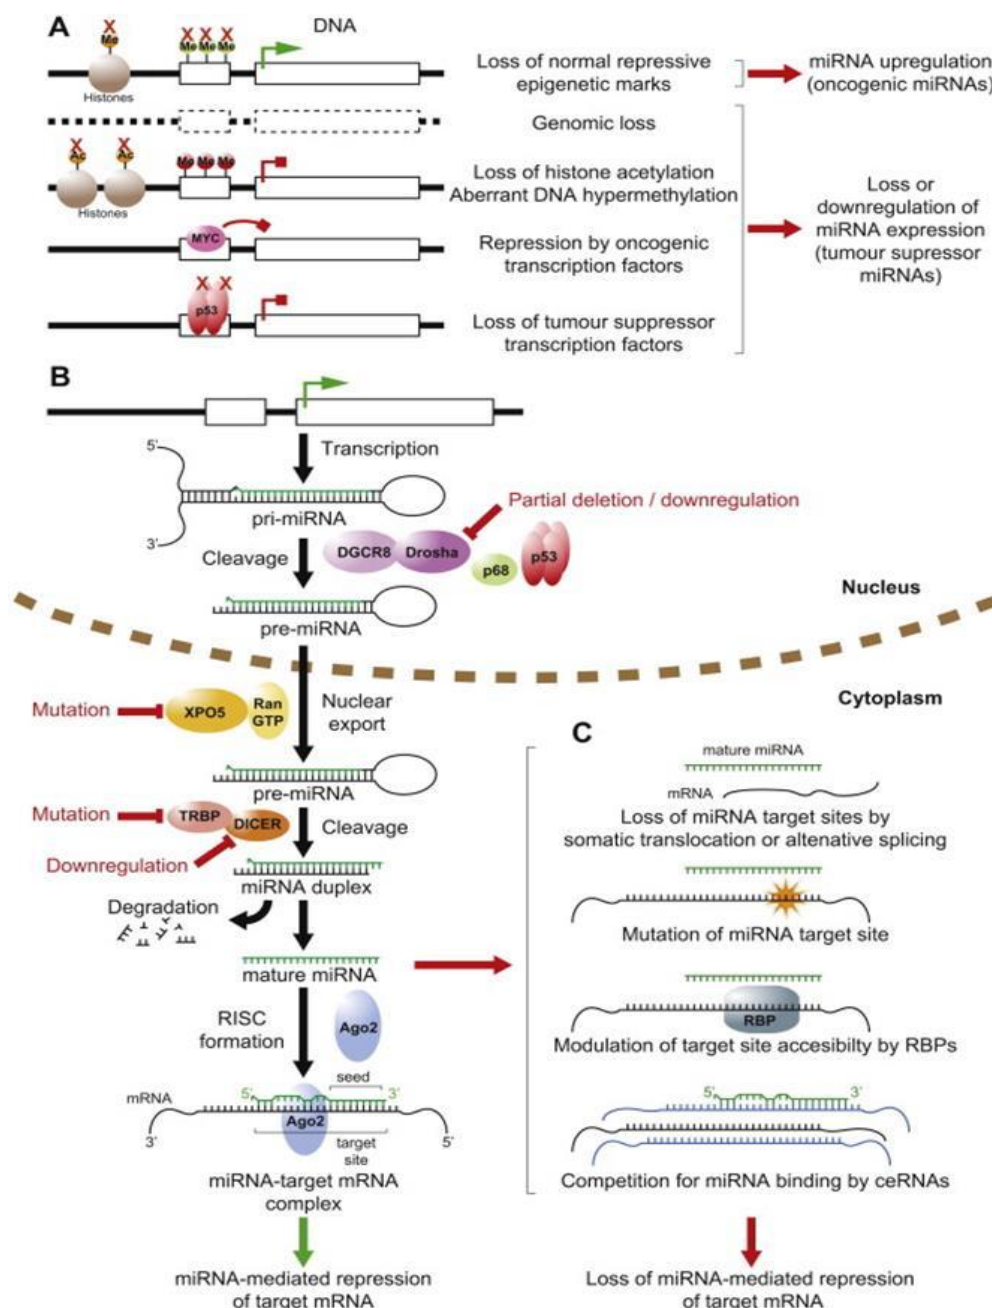 A
DNA
X
Me
X X X
Me Me Me
Histones
Loss of normal repressive
epigenetic marks
miRNA upregulation
(oncogenic miRNAs)
Genomic loss
X X
Ac Ac
Me Me Me
Histones
Loss of histone acetylation
Aberrant DNA hypermethylation
Loss or
downregulation of
miRNA expression
(tumour supressor
miRNAs)
MYC
Repression by oncogenic
transcription factors
X X
p53
Loss of tumour suppressor
transcription factors
B
Transcription
5'
3'
pri-miRNA
Partial deletion / downregulation
Cleavage
DGCR8
Drosha
p68
p53
pre-miRNA
Nucleus
Cytoplasm
Mutation
XPO5
Ran
GTP
Nuclear
export
pre-miRNA
Mutation
TRBP
DICER
Cleavage
Downregulation
miRNA duplex
Degradation
mature miRNA
RISC
formation
Ago2
seed
mRNA
5'
3'
Ago2
3'
5'
target
site
miRNA-target mRNA
complex
miRNA-mediated repression
of target mRNA
C
mature miRNA
mRNA
Loss of miRNA target sites by
somatic translocation or altenative splicing
Mutation of miRNA target site
RBP
Modulation of target site accesibilty by RBPs
5'
3'
Competition for miRNA binding by ceRNAs
Loss of miRNA-mediated repression
of target mRNA